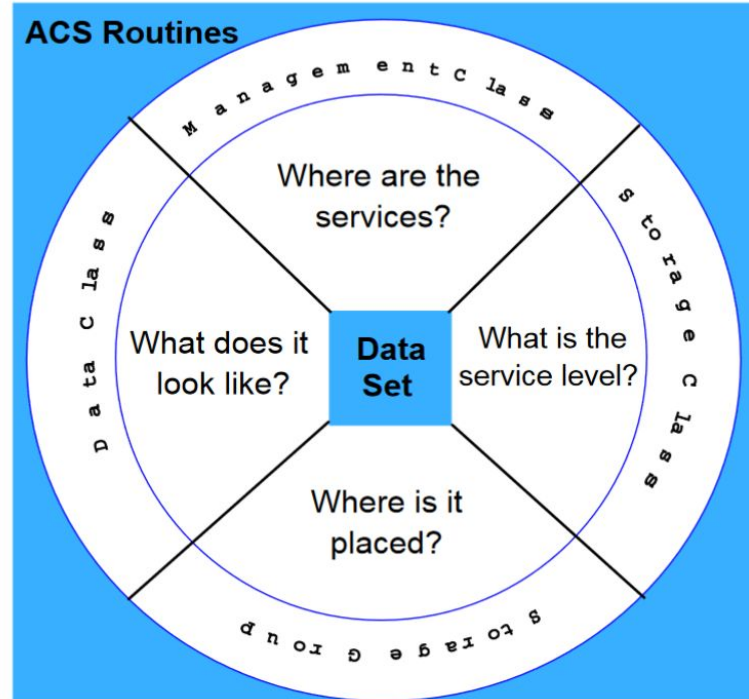 ACS Routines
Management Class
Where are the
services?
Data Class
What does it
look like?
Data
Set
What is the
service level?
Storage Class
Where is it
placed?
Storage Group